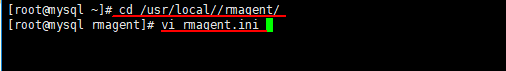 [root@mysql ~]# cd /usr/local//rmagent/
[root@mysql rmagent]# vi rmagent.ini